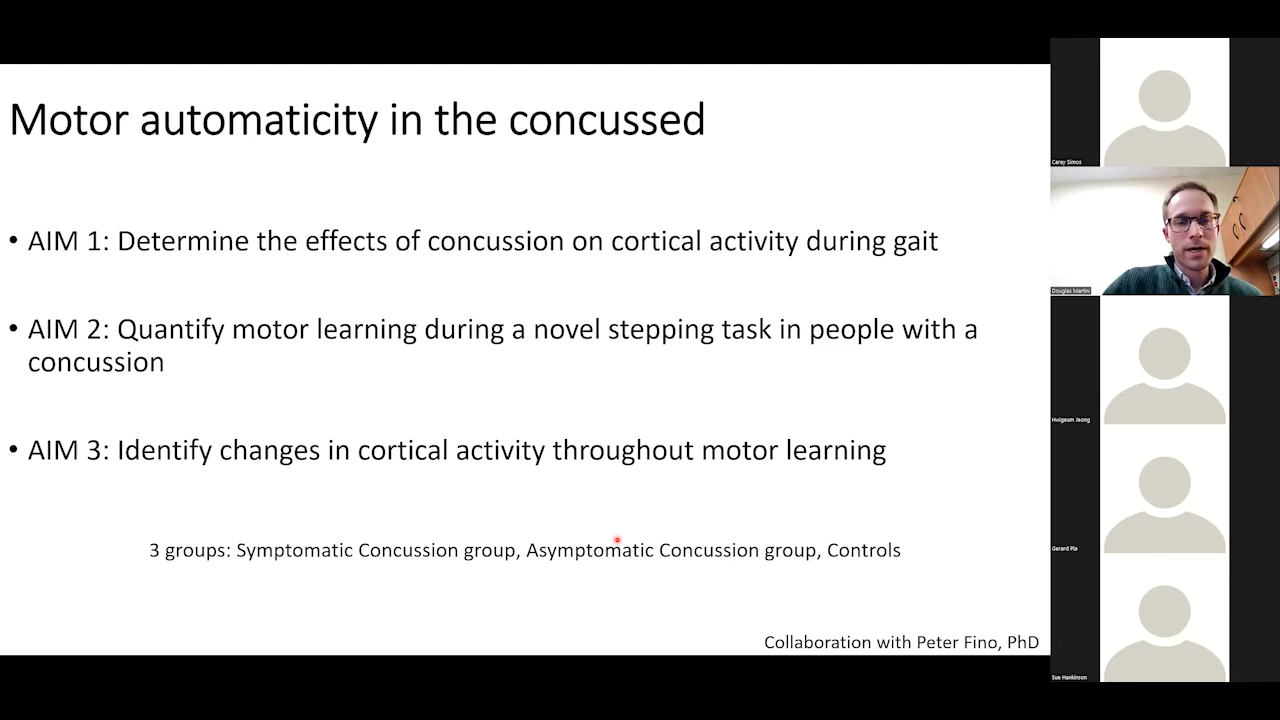 Motor automaticity in the concussed
• AIM 1: Determine the effects of concussion on cortical activity during gait
• AIM 2: Quantify motor learning during a novel stepping task in people with a
concussion
• AIM 3: Identify changes in cortical activity throughout motor learning
3 groups: Symptomatic Concussion group, Asymptomatic Concussion group, Controls
Collaboration with Peter Fino, PhD
Carey Simos
Douglas Martini
Hwigeum Jeong
Gerard Pla
Sue Hankinson